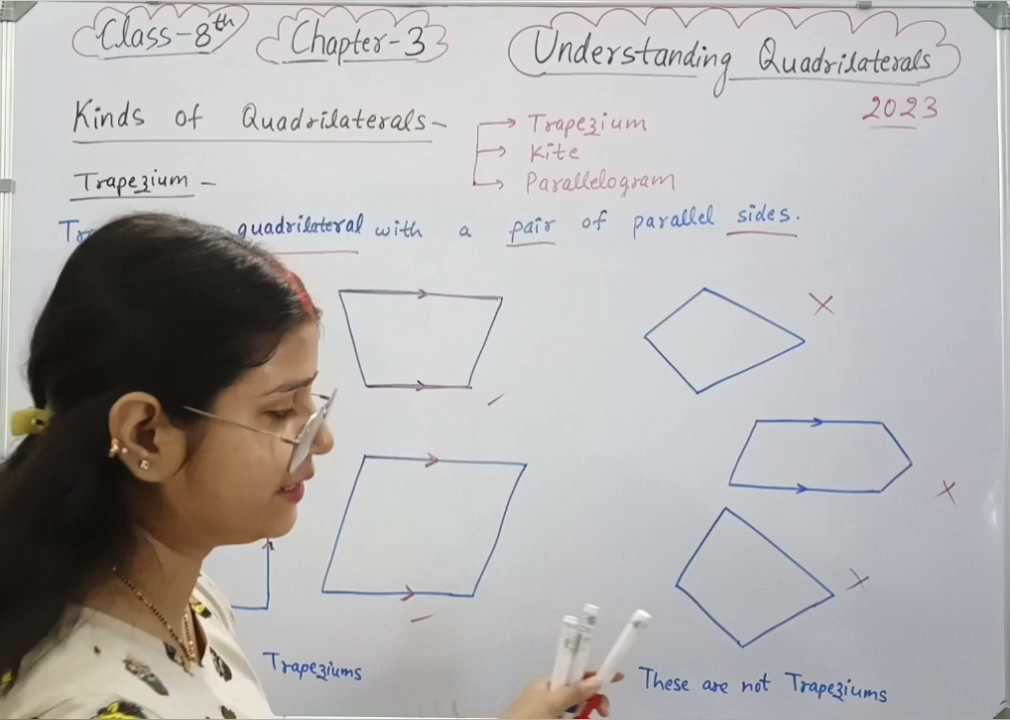 Class-8th Chapter-3 Understanding Quadrilaterals
2023
Kinds of Quadrilaterals-
Trapezium
Kite
Parallelogram
Trapezium -
quadrilateral with a pair of parallel sides.
Trapeziums
These are not Trapeziums